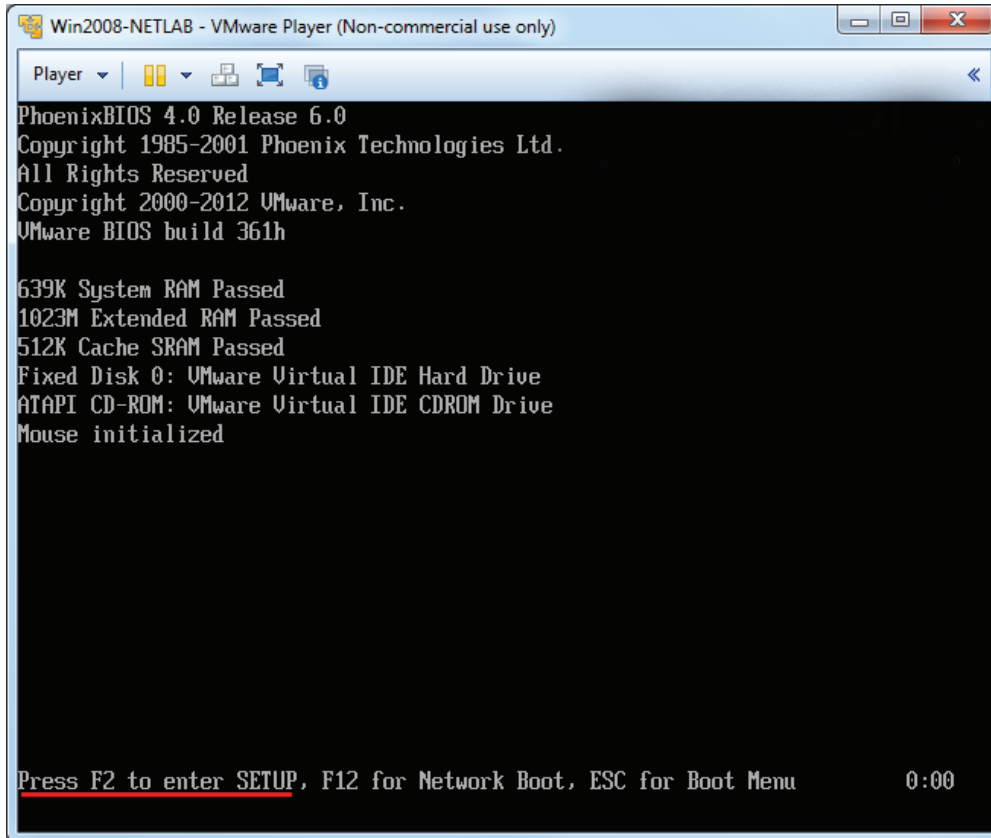 Win2008-NETLAB - VMware Player (Non-commercial use only)
Player
PhoenixBIOS 4.0 Release 6.0
Copyright 1985-2001 Phoenix Technologies Ltd.
All Rights Reserved
Copyright 2000-2012 VMware, Inc.
VMware BIOS build 361h
639K System RAM Passed
1023M Extended RAM Passed
512K Cache SRAM Passed
Fixed Disk 0: VMware Virtual IDE Hard Drive
ATAPI CD-ROM: VMware Virtual IDE CDROM Drive
Mouse initialized
Press F2 to enter SETUP, F12 for Network Boot, ESC for Boot Menu 0:00